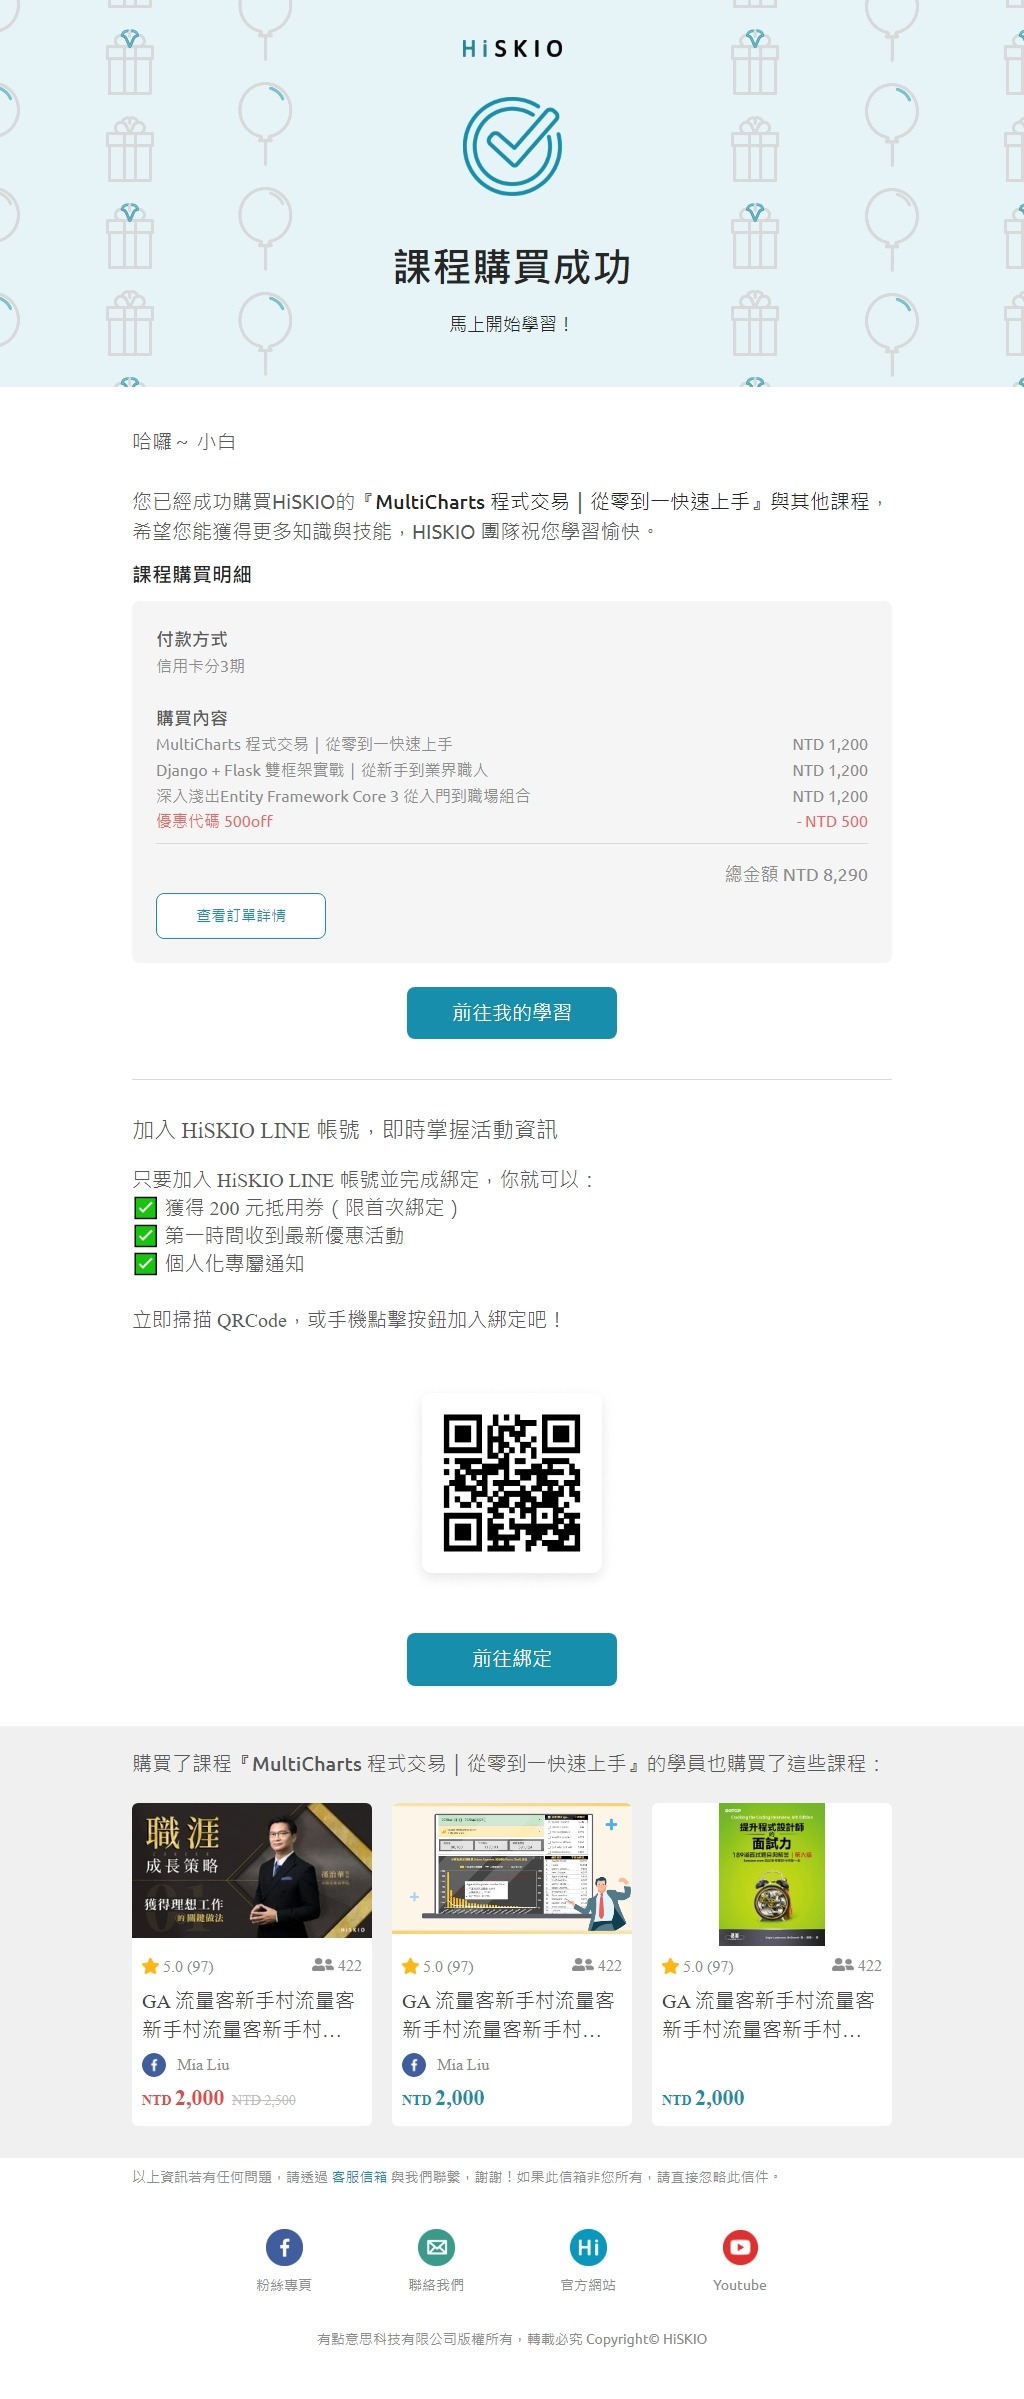 HiSKIO
課程購買成功
馬上開始學習！
哈囉～ 小白
您已經成功購買HiSKIO的『MultiCharts 程式交易 | 從零到一快速上手』與其他課程，
希望您能獲得更多知識與技能，HISKIO 團隊祝您學習愉快。
課程購買明細
付款方式
信用卡分3期
購買內容
MultiCharts 程式交易 | 從零到一快速上手 NTD 1,200
Django + Flask 雙框架實戰 | 從新手到業界職人 NTD 1,200
深入淺出Entity Framework Core 3 從入門到職場組合 NTD 1,200
優惠代碼 500off - NTD 500
總金額 NTD 8,290
查看訂單詳情
前往我的學習
加入 HiSKIO LINE 帳號，即時掌握活動資訊
只要加入 HiSKIO LINE 帳號並完成綁定，你就可以：
✅ 獲得 200 元抵用券（限首次綁定）
✅ 第一時間收到最新優惠活動
✅ 個人化專屬通知
立即掃描 QRCode，或手機點擊按鈕加入綁定吧！
前往綁定
購買了課程『MultiCharts 程式交易 | 從零到一快速上手』的學員也購買了這些課程：
職涯
成長策略
獲得理想工作
的關鍵做法
HiSKIO
5.0 (97) 422
GA 流量客新手村流量客
新手村流量客新手村...
Mia Liu
NTD 2,000 NTD 2,500
5.0 (97) 422
GA 流量客新手村流量客
新手村流量客新手村...
Mia Liu
NTD 2,000
提升程式設計師
的
面試力
5.0 (97) 422
GA 流量客新手村流量客
新手村流量客新手村...
NTD 2,000
以上資訊若有任何問題，請透過 客服信箱 與我們聯繫，謝謝！如果此信箱非您所有，請直接忽略此信件。
Hi
粉絲專頁 聯絡我們 官方網站 Youtube
有點意思科技有限公司版權所有，轉載必究 Copyright© HiSKIO